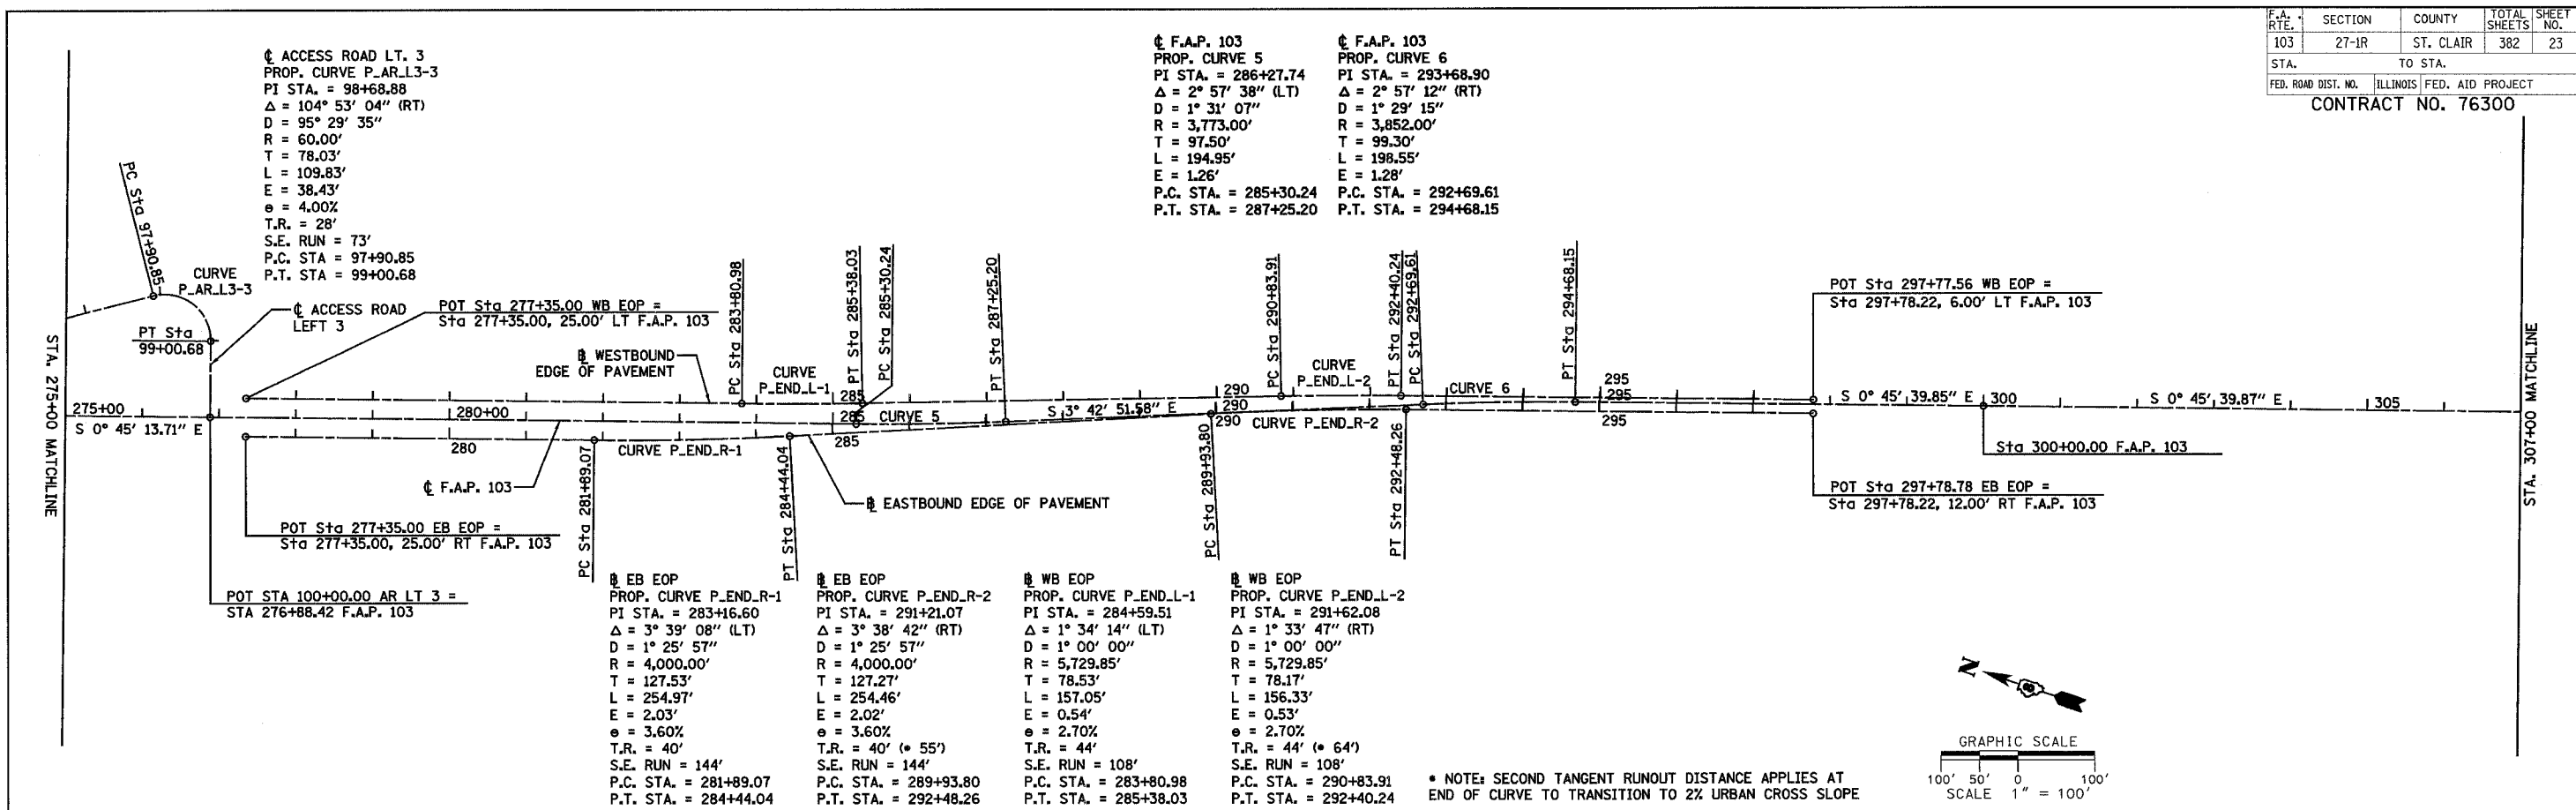 F.A. RTE. SECTION COUNTY TOTAL SHEETS SHEET NO.
103 27-1R ST. CLAIR 382 23
STA. TO STA.
FED. ROAD DIST. NO. ILLINOIS FED. AID PROJECT
CONTRACT NO. 76300
℄ ACCESS ROAD LT. 3
PROP. CURVE P_AR_L3-3
PI STA. = 98+68.88
Δ = 104° 53' 04" (RT)
D = 95° 29' 35"
R = 60.00'
T = 78.03'
L = 109.83'
E = 38.43'
e = 4.00%
T.R. = 28'
S.E. RUN = 73'
P.C. STA = 97+90.85
P.T. STA = 99+00.68
℄ F.A.P. 103
PROP. CURVE 5
PI STA. = 286+27.74
Δ = 2° 57' 38" (LT)
D = 1° 31' 07"
R = 3,773.00'
T = 97.50'
L = 194.95'
E = 1.26'
P.C. STA. = 285+30.24
P.T. STA. = 287+25.20
℄ F.A.P. 103
PROP. CURVE 6
PI STA. = 293+68.90
Δ = 2° 57' 12" (RT)
D = 1° 29' 15"
R = 3,852.00'
T = 99.30'
L = 198.55'
E = 1.28'
P.C. STA. = 292+69.61
P.T. STA. = 294+68.15
STA. 275+00 MATCHLINE
PC Sta 97+90.85
CURVE
P_AR_L3-3
PT Sta
99+00.68
℄ ACCESS ROAD
LEFT 3
POT Sta 277+35.00 WB EOP =
Sta 277+35.00, 25.00' LT F.A.P. 103
B WESTBOUND
EDGE OF PAVEMENT
PC Sta 283+80.98
CURVE
P_END_L-1
PT Sta 285+38.03
PC Sta 285+30.24
PT Sta 287+25.20
PC Sta 290+83.91
CURVE
P_END_L-2
PT Sta 292+40.24
PC Sta 292+69.61
PT Sta 294+68.15
POT Sta 297+77.56 WB EOP =
Sta 297+78.22, 6.00' LT F.A.P. 103
STA. 307+00 MATCHLINE
275+00
S 0° 45' 13.71" E
280+00
280
285
285
285
CURVE 5
S 3° 42' 51.58" E
290
290
290
CURVE 6
295
295
295
S 0° 45' 39.85" E
300
S 0° 45' 39.87" E
305
CURVE P_END_R-1
CURVE P_END_R-2
℄ F.A.P. 103
B EASTBOUND EDGE OF PAVEMENT
Sta 300+00.00 F.A.P. 103
POT Sta 297+78.78 EB EOP =
Sta 297+78.22, 12.00' RT F.A.P. 103
POT Sta 277+35.00 EB EOP =
Sta 277+35.00, 25.00' RT F.A.P. 103
PC Sta 281+89.07
PT Sta 284+44.04
PC Sta 289+93.80
PT Sta 292+48.26
POT STA 100+00.00 AR LT 3 =
STA 276+88.42 F.A.P. 103
B EB EOP
PROP. CURVE P_END_R-1
PI STA. = 283+16.60
Δ = 3° 39' 08" (LT)
D = 1° 25' 57"
R = 4,000.00'
T = 127.53'
L = 254.97'
E = 2.03'
e = 3.60%
T.R. = 40'
S.E. RUN = 144'
P.C. STA. = 281+89.07
P.T. STA. = 284+44.04
B EB EOP
PROP. CURVE P_END_R-2
PI STA. = 291+21.07
Δ = 3° 38' 42" (RT)
D = 1° 25' 57"
R = 4,000.00'
T = 127.27'
L = 254.46'
E = 2.02'
e = 3.60%
T.R. = 40' (* 55')
S.E. RUN = 144'
P.C. STA. = 289+93.80
P.T. STA. = 292+48.26
B WB EOP
PROP. CURVE P_END_L-1
PI STA. = 284+59.51
Δ = 1° 34' 14" (LT)
D = 1° 00' 00"
R = 5,729.85'
T = 78.53'
L = 157.05'
E = 0.54'
e = 2.70%
T.R. = 44'
S.E. RUN = 108'
P.C. STA. = 283+80.98
P.T. STA. = 285+38.03
B WB EOP
PROP. CURVE P_END_L-2
PI STA. = 291+62.08
Δ = 1° 33' 47" (RT)
D = 1° 00' 00"
R = 5,729.85'
T = 78.17'
L = 156.33'
E = 0.53'
e = 2.70%
T.R. = 44' (* 64')
S.E. RUN = 108'
P.C. STA. = 290+83.91
P.T. STA. = 292+40.24
* NOTE: SECOND TANGENT RUNOUT DISTANCE APPLIES AT
END OF CURVE TO TRANSITION TO 2% URBAN CROSS SLOPE
N
GRAPHIC SCALE
100' 50' 0 100'
SCALE 1" = 100'